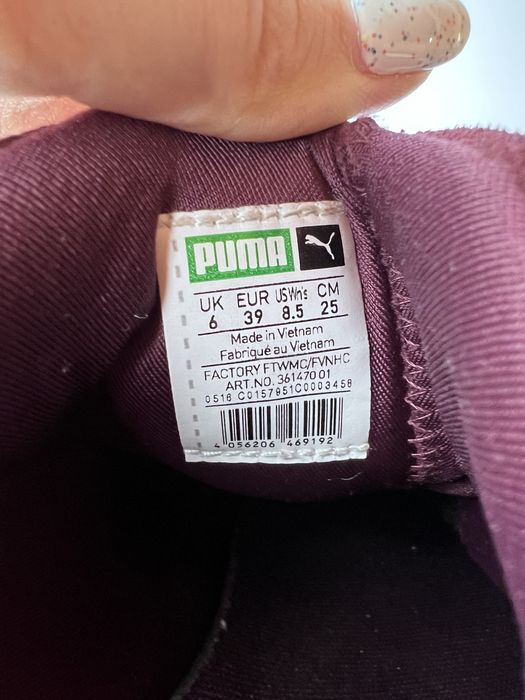 PUMA
UK EUR US Wn's CM
6 39 8.5 25
Made in Vietnam
Fabriqué au Vietnam
FACTORY FTWMC/FVNHC
ART.NO. 361470 01
0516 C0157851C0003458
4 056206 469192